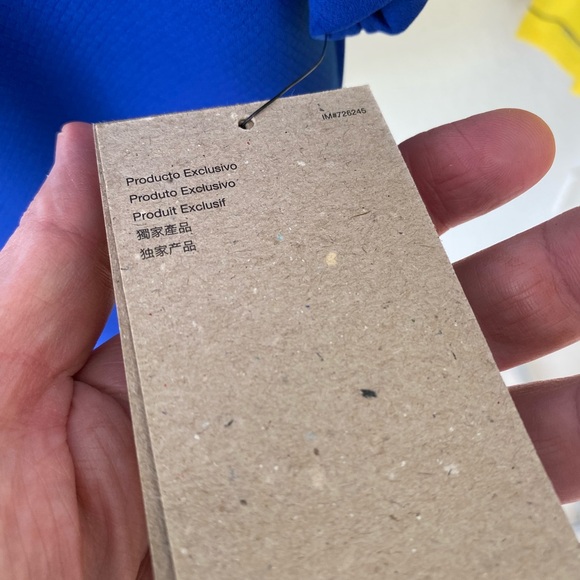 IM#726245
Producto Exclusivo
Produto Exclusivo
Produit Exclusif
獨家產品
独家产品